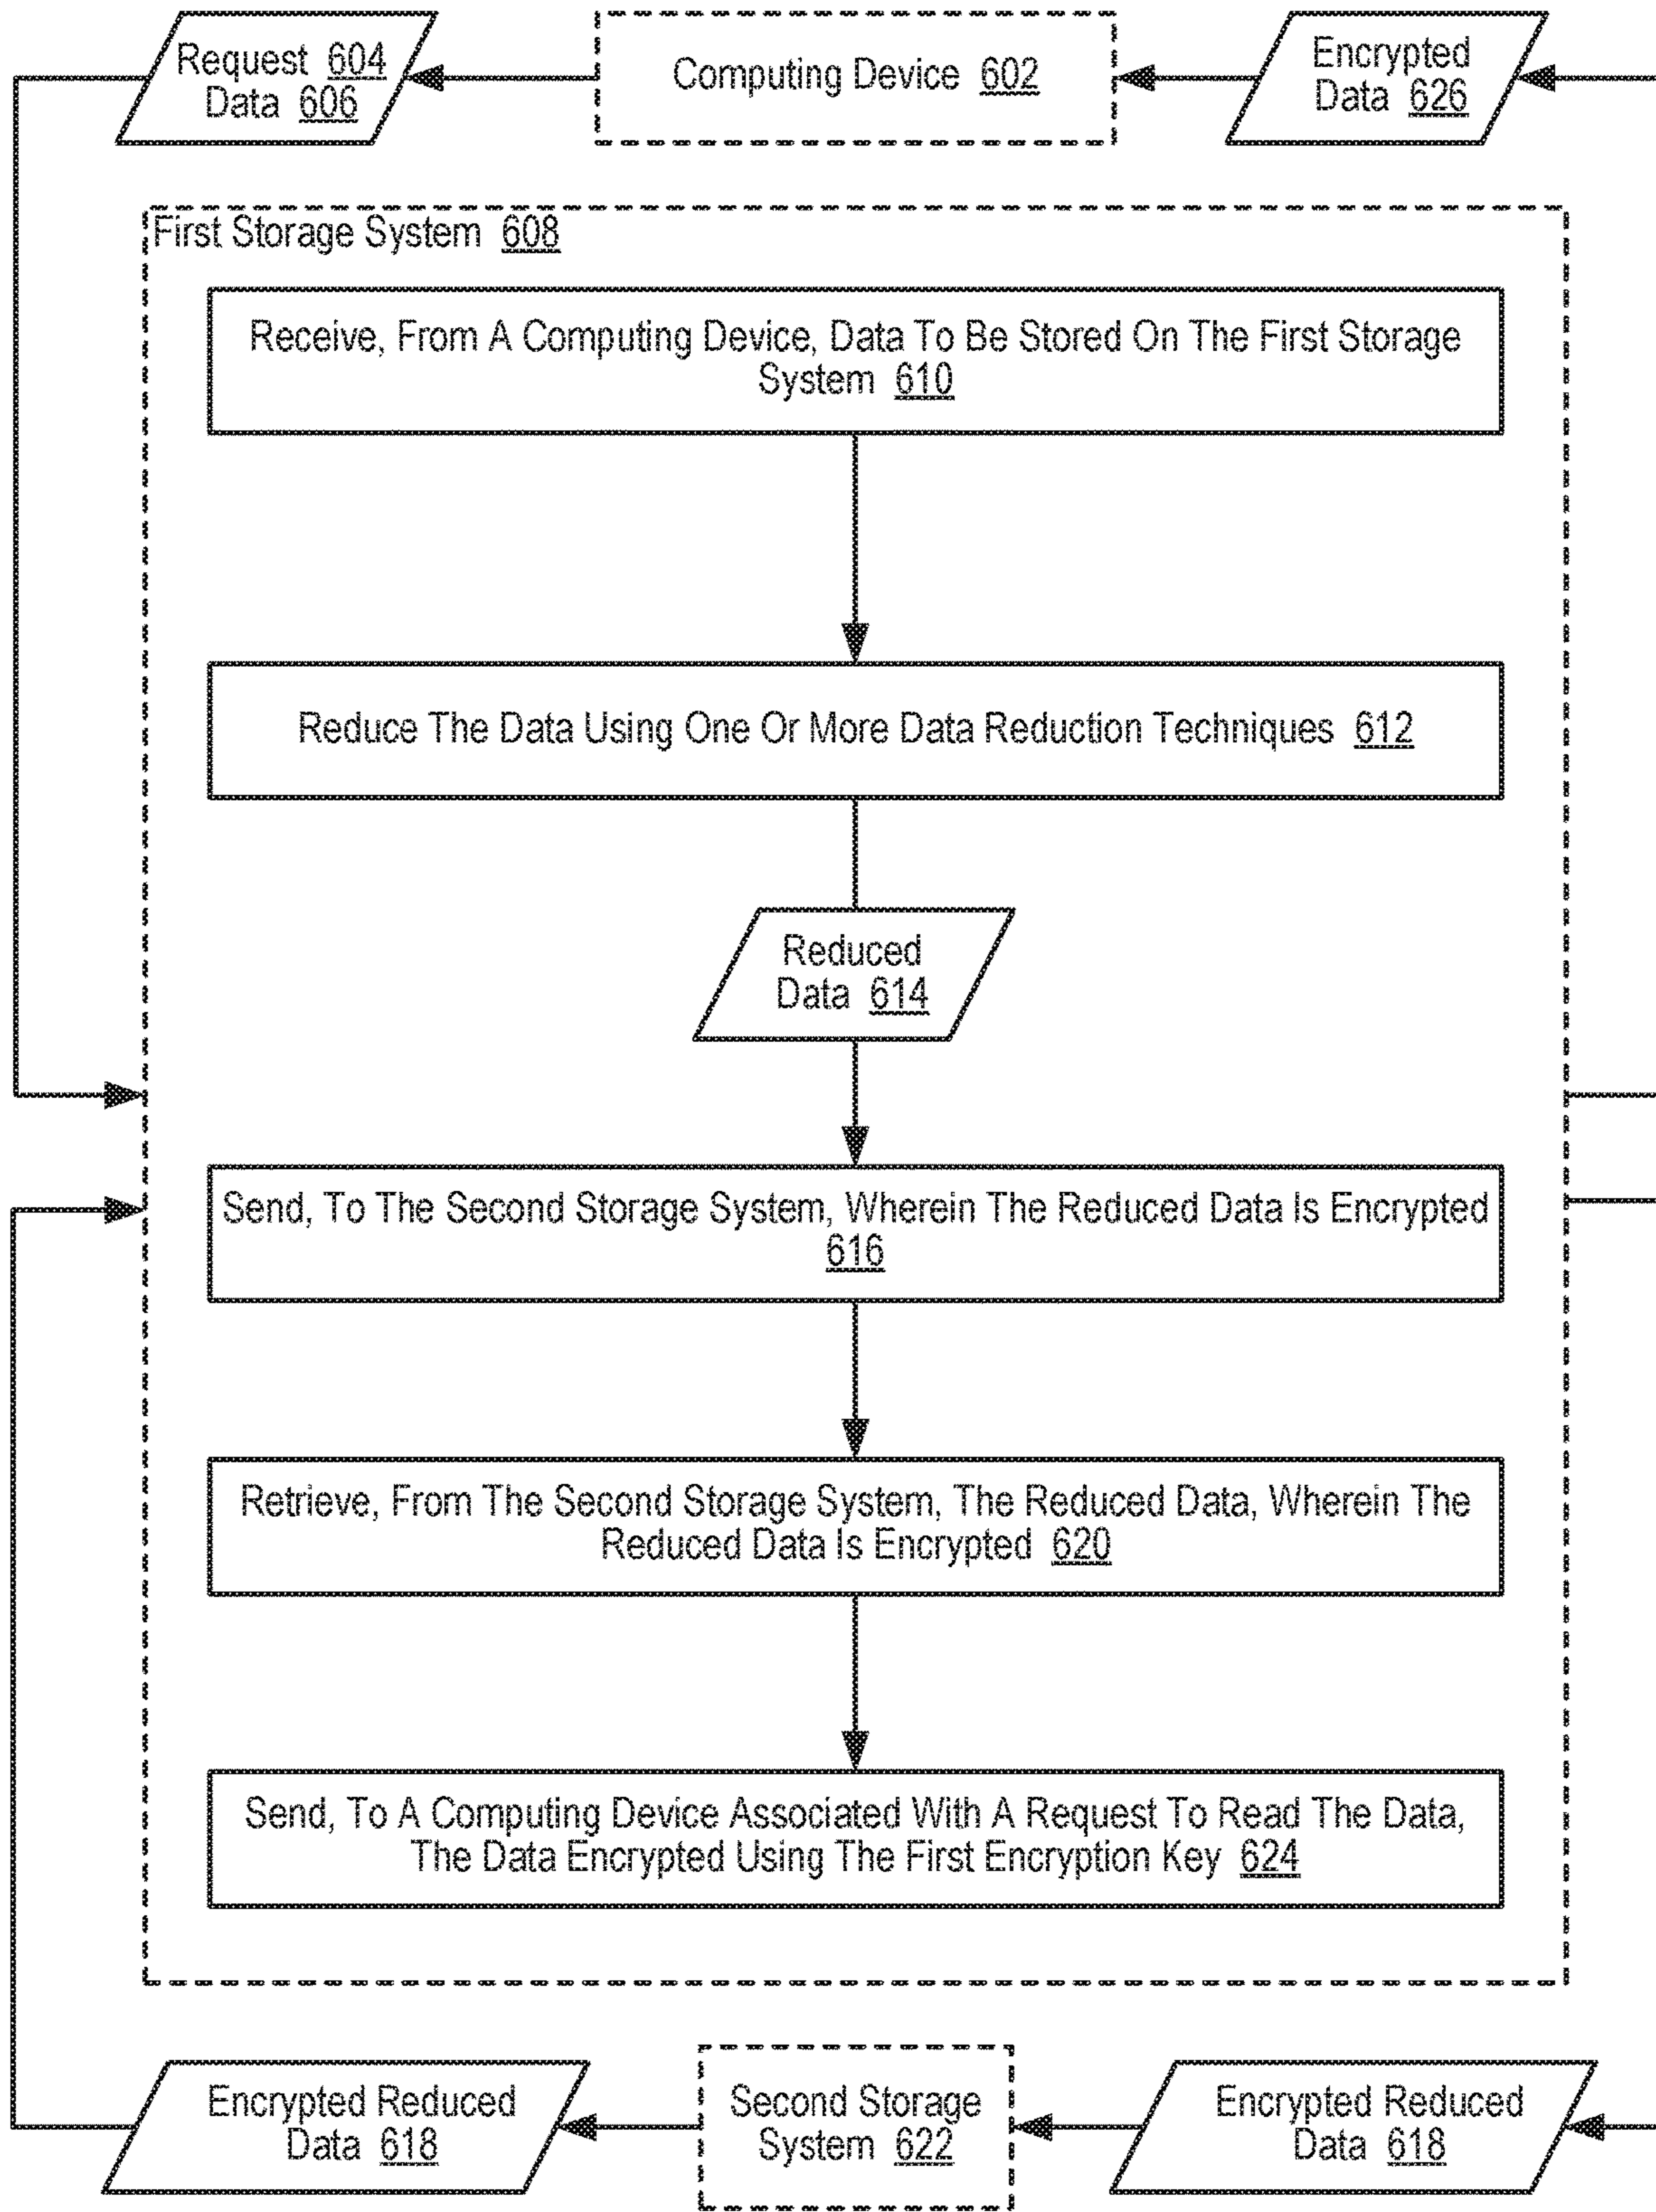 Request 604
Data 606
Computing Device 602
Encrypted
Data 626
First Storage System 608
Receive, From A Computing Device, Data To Be Stored On The First Storage
System 610
Reduce The Data Using One Or More Data Reduction Techniques 612
Reduced
Data 614
Send, To The Second Storage System, Wherein The Reduced Data Is Encrypted
616
Retrieve, From The Second Storage System, The Reduced Data, Wherein The
Reduced Data Is Encrypted 620
Send, To A Computing Device Associated With A Request To Read The Data,
The Data Encrypted Using The First Encryption Key 624
Encrypted Reduced
Data 618
Second Storage
System 622
Encrypted Reduced
Data 618